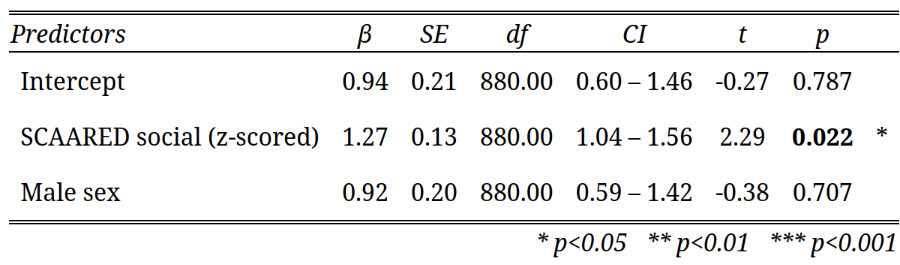 Predictors β SE df CI t p
Intercept 0.94 0.21 880.00 0.60 – 1.46 -0.27 0.787
SCAARED social (z-scored) 1.27 0.13 880.00 1.04 – 1.56 2.29 0.022 *
Male sex 0.92 0.20 880.00 0.59 – 1.42 -0.38 0.707
* p<0.05 ** p<0.01 *** p<0.001